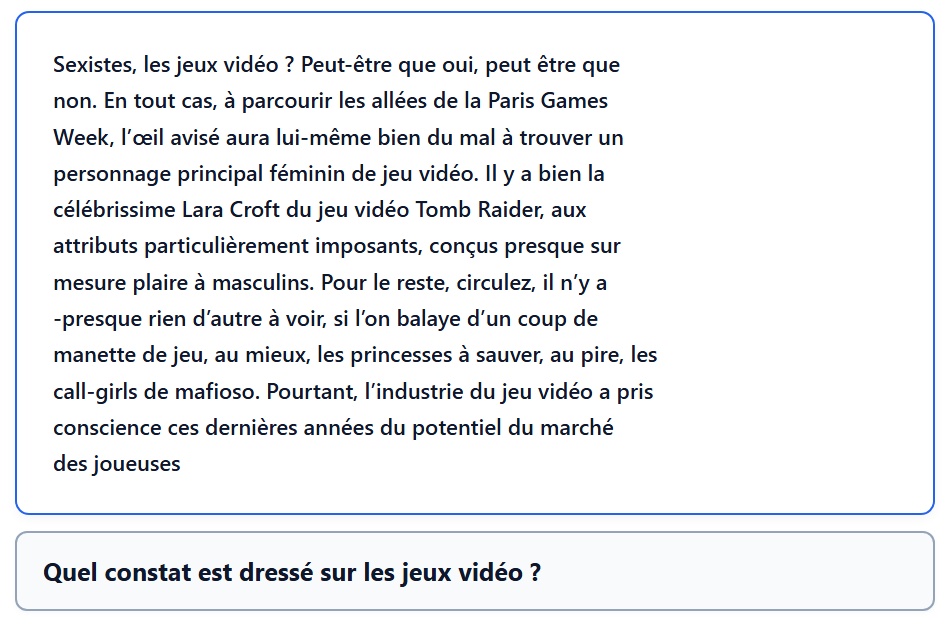 Sexistes, les jeux vidéo ? Peut-être que oui, peut être que
non. En tout cas, à parcourir les allées de la Paris Games
Week, l’œil avisé aura lui-même bien du mal à trouver un
personnage principal féminin de jeu vidéo. Il y a bien la
célébrissime Lara Croft du jeu vidéo Tomb Raider, aux
attributs particulièrement imposants, conçus presque sur
mesure plaire à masculins. Pour le reste, circulez, il n’y a
-presque rien d’autre à voir, si l’on balaye d’un coup de
manette de jeu, au mieux, les princesses à sauver, au pire, les
call-girls de mafioso. Pourtant, l’industrie du jeu vidéo a pris
conscience ces dernières années du potentiel du marché
des joueuses
Quel constat est dressé sur les jeux vidéo ?